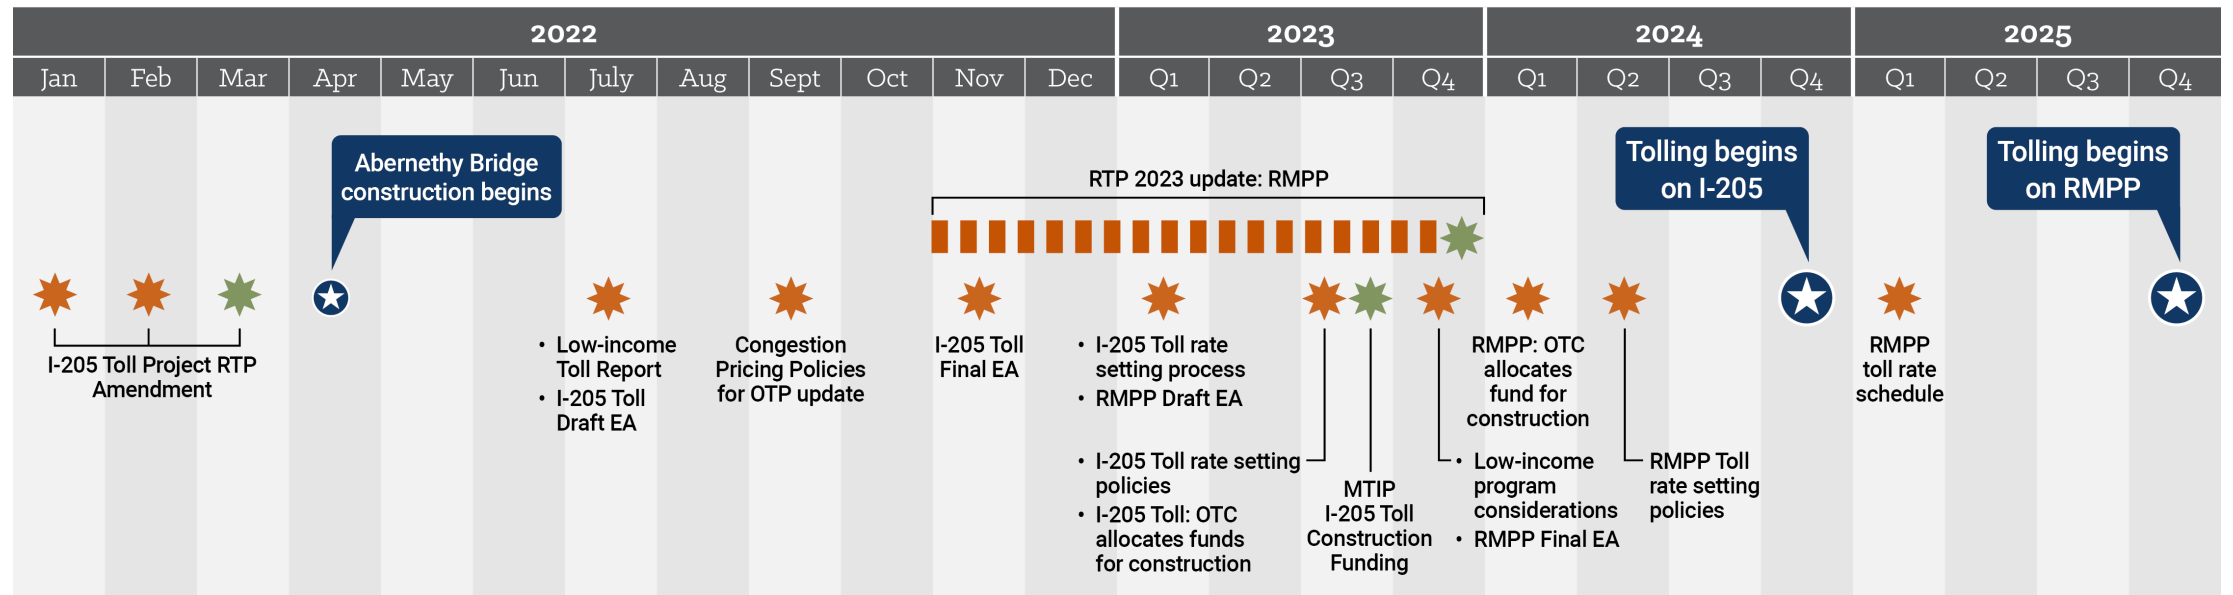 2022 2023 2024 2025
Jan Feb Mar Apr May Jun July Aug Sept Oct Nov Dec Q1 Q2 Q3 Q4 Q1 Q2 Q3 Q4 Q1 Q2 Q3 Q4
Abernethy Bridge
construction begins
RTP 2023 update: RMPP
Tolling begins
on I-205
Tolling begins
on RMPP
I-205 Toll Project RTP
Amendment
• Low-income
Toll Report
• I-205 Toll
Draft EA
Congestion
Pricing Policies
for OTP update
I-205 Toll
Final EA
• I-205 Toll rate
setting process
• RMPP Draft EA
• I-205 Toll rate setting
policies
• I-205 Toll: OTC
allocates funds
for construction
MTIP
I-205 Toll
Construction
Funding
RMPP: OTC
allocates
fund for
construction
• Low-income
program
considerations
• RMPP Final EA
RMPP Toll
rate setting
policies
RMPP
toll rate
schedule